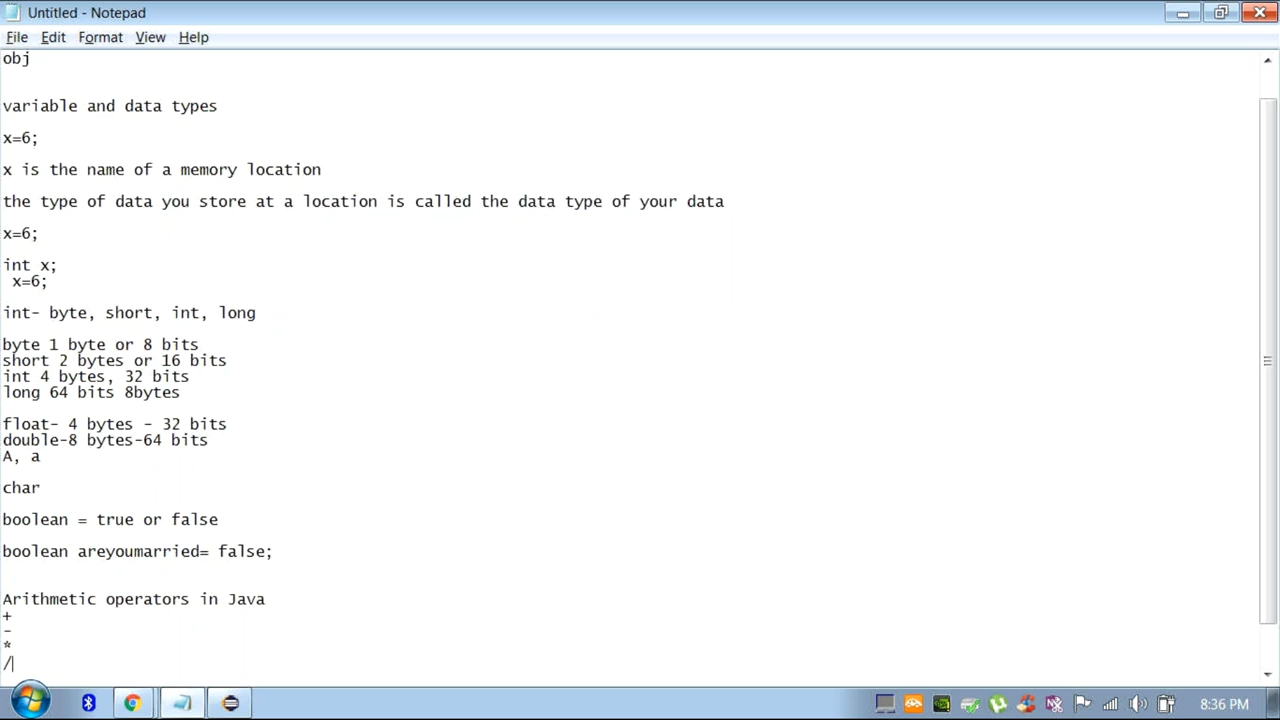 Untitled - Notepad
File Edit Format View Help
obj
variable and data types
x=6;
x is the name of a memory location
the type of data you store at a location is called the data type of your data
x=6;
int x;
x=6;
int- byte, short, int, long
byte 1 byte or 8 bits
short 2 bytes or 16 bits
int 4 bytes, 32 bits
long 64 bits 8bytes
float- 4 bytes - 32 bits
double-8 bytes-64 bits
A, a
char
boolean = true or false
boolean areyoumarried= false;
Arithmetic operators in Java
+
-
*
/
8:36 PM